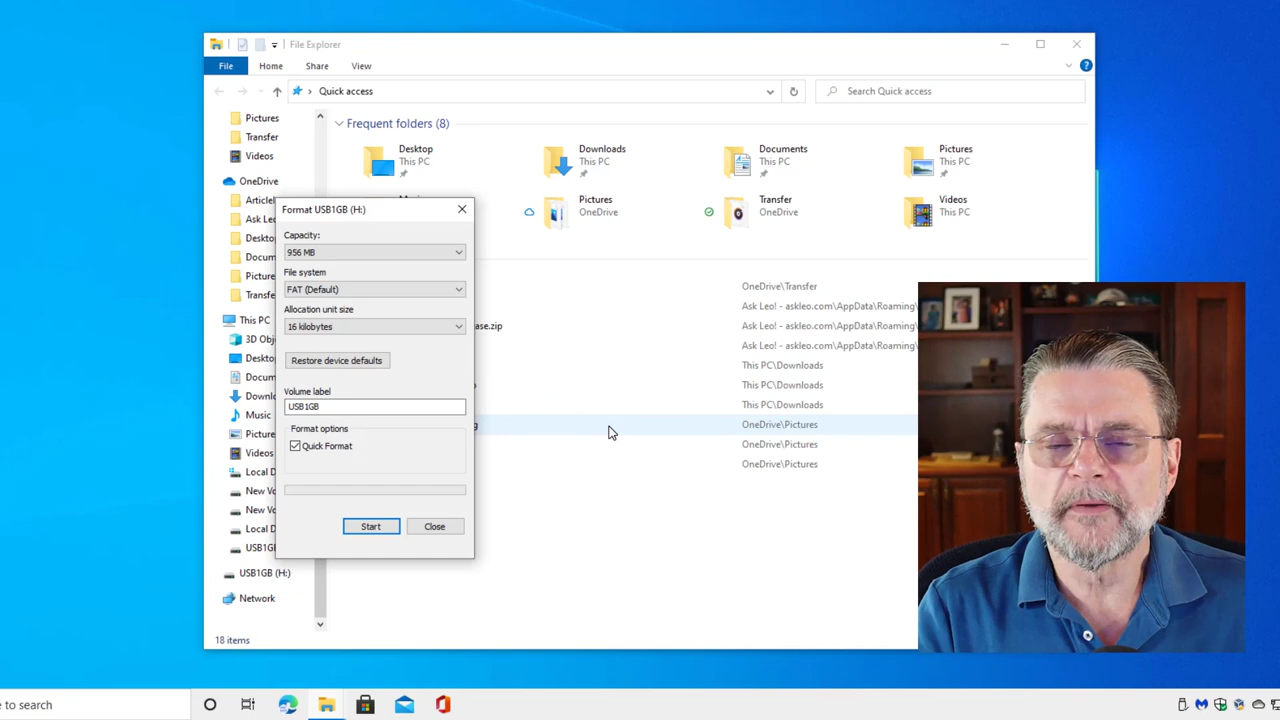 File Explorer
File
Home
Share
View
Quick access
Search Quick access
Pictures
Transfer
Videos
OneDrive
Article
Ask Leo
Desktop
Docum
Picture
Transfe
This PC
3D Obj
Desktop
Docum
Downlo
Music
Picture
Videos
Local D
New Vo
New Vo
Local D
USB1GB
USB1GB (H:)
Network
18 items
Frequent folders (8)
Desktop
This PC
Downloads
This PC
Documents
This PC
Pictures
This PC
Pictures
OneDrive
Transfer
OneDrive
Videos
This PC
OneDrive\Transfer
ase.zip
Ask Leo! - askleo.com\AppData\Roaming\
Ask Leo! - askleo.com\AppData\Roaming\
Ask Leo! - askleo.com\AppData\Roaming\
This PC\Downloads
This PC\Downloads
This PC\Downloads
OneDrive\Pictures
OneDrive\Pictures
OneDrive\Pictures
Format USB1GB (H:)
Capacity:
956 MB
File system
FAT (Default)
Allocation unit size
16 kilobytes
Restore device defaults
Volume label
USB1GB
Format options
Quick Format
Start
Close
e to search